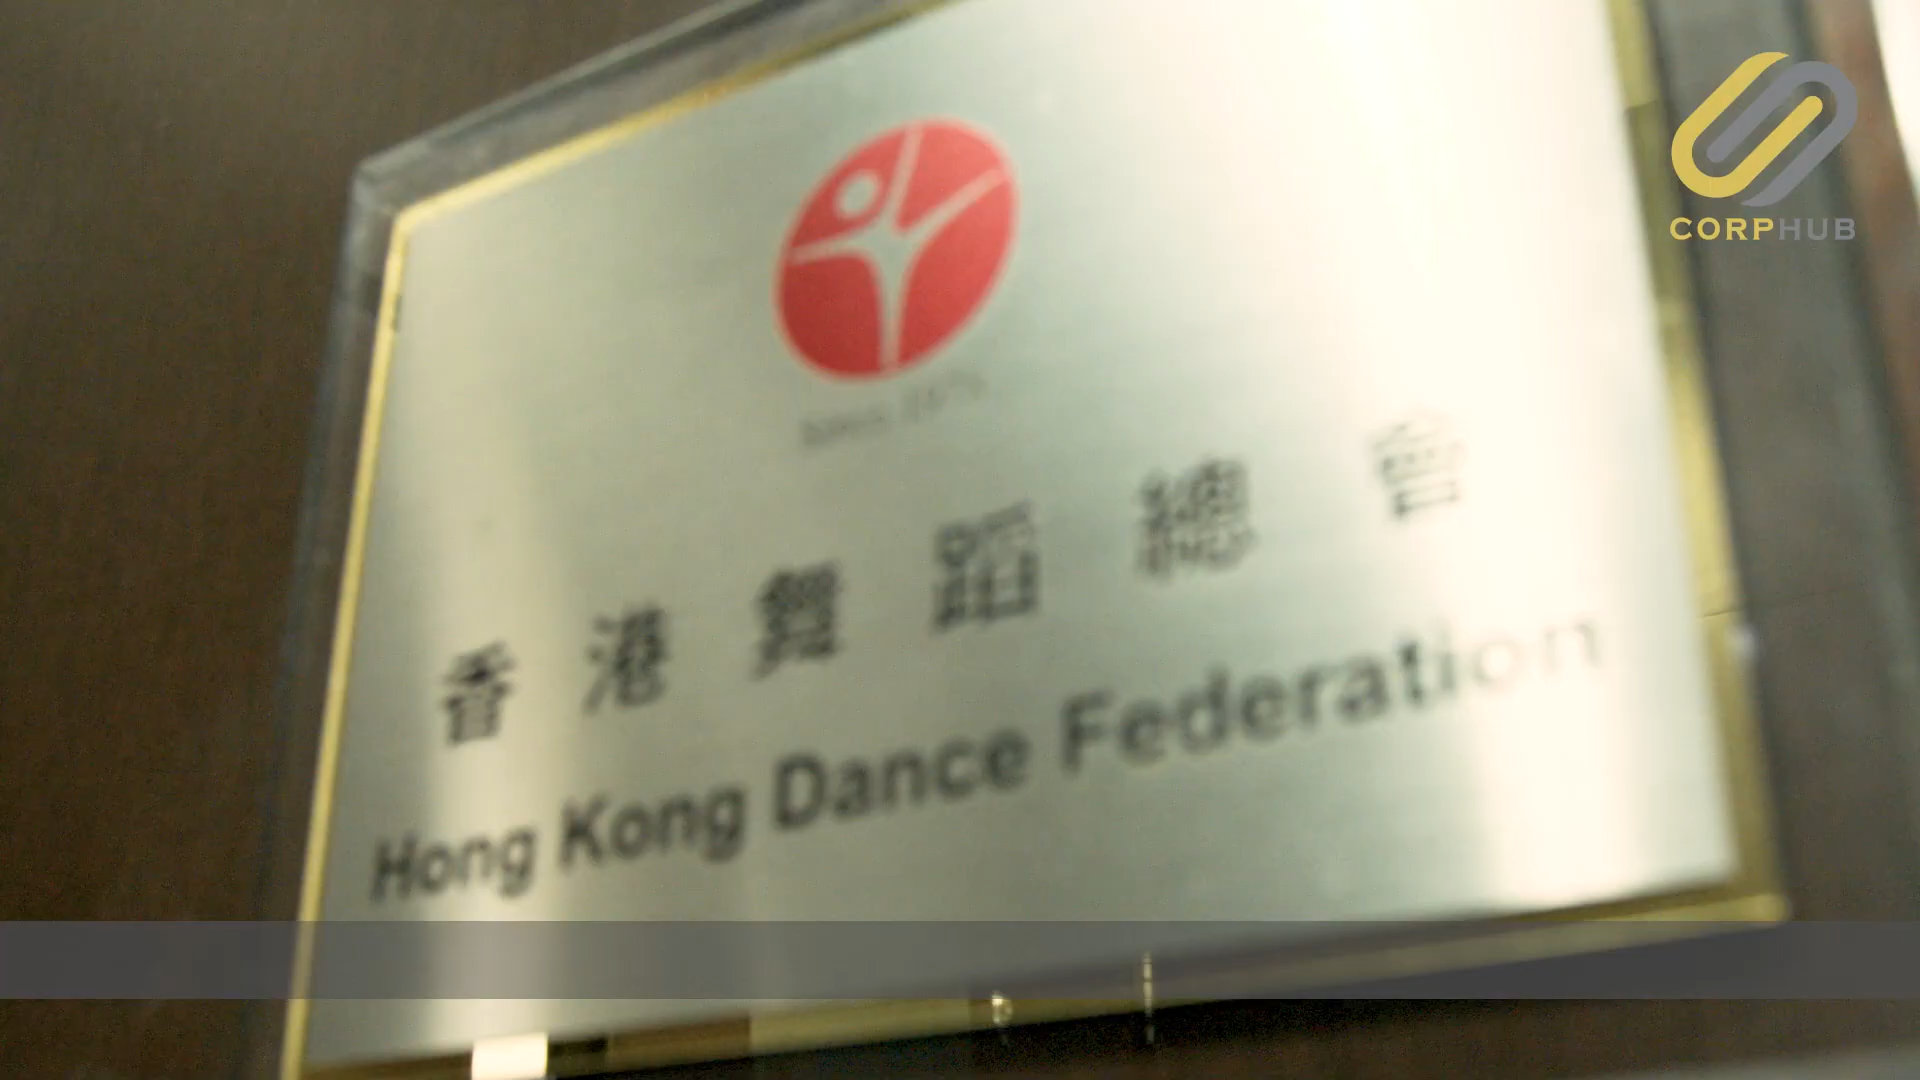 CORPHUB
香港舞蹈總會
Hong Kong Dance Federation